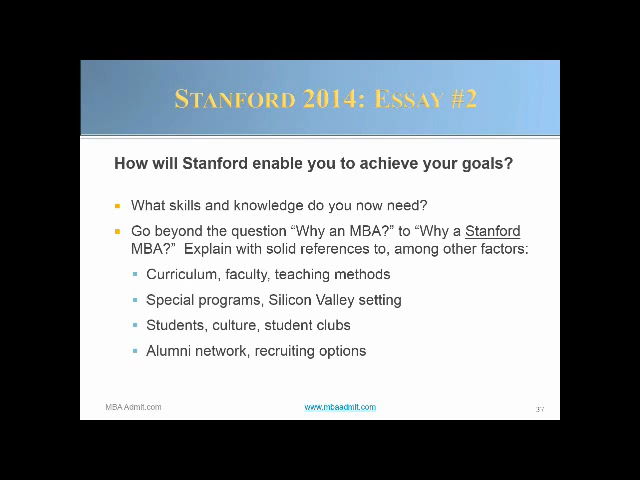 STANFORD 2014: ESSAY #2
How will Stanford enable you to achieve your goals?
What skills and knowledge do you now need?
Go beyond the question “Why an MBA?” to “Why a Stanford
MBA?” Explain with solid references to, among other factors:
Curriculum, faculty, teaching methods
Special programs, Silicon Valley setting
Students, culture, student clubs
Alumni network, recruiting options
MBA Admit.com
www.mbaadmit.com
37